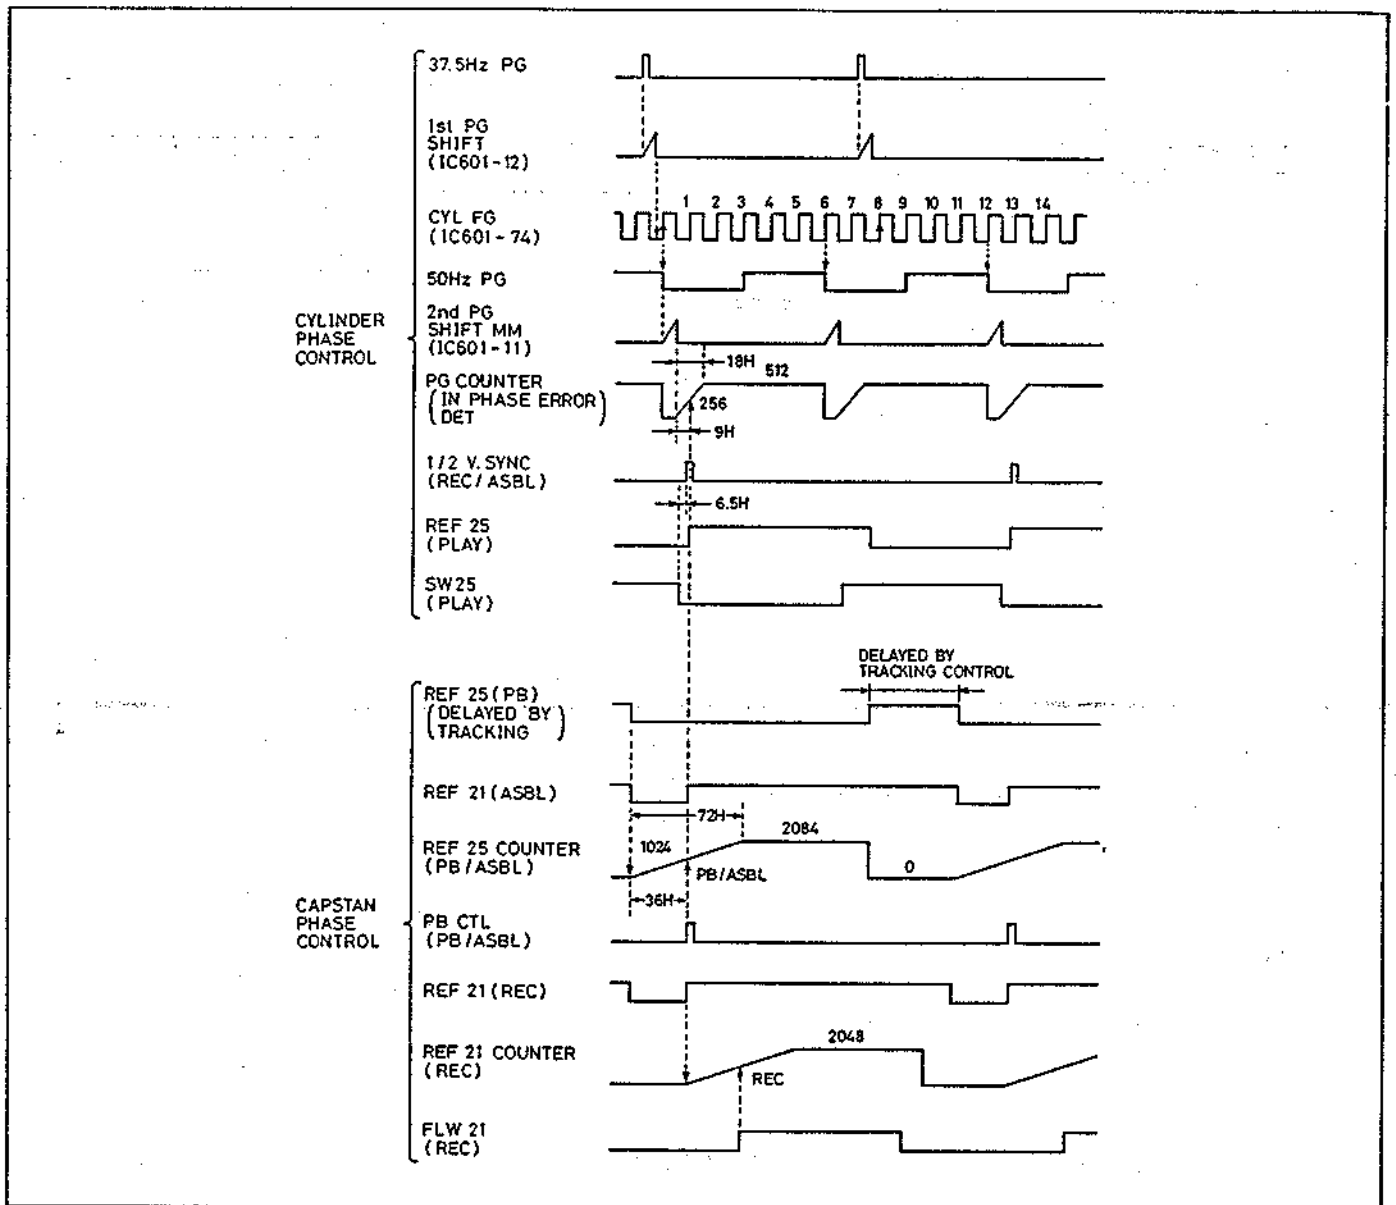 37.5Hz PG
1st PG
SHIFT
(IC601-12)
1 2 3 4 5 6 7 8 9 10 11 12 13 14
CYL FG
(IC601-74)
50Hz PG
CYLINDER
PHASE
CONTROL
2nd PG
SHIFT MM
(IC601-11)
18H
512
PG COUNTER
(IN PHASE ERROR)
DET
256
9H
1/2 V.SYNC
(REC/ASBL)
6.5H
REF 25
(PLAY)
SW25
(PLAY)
DELAYED BY
TRACKING CONTROL
REF 25 (PB)
(DELAYED BY)
TRACKING
REF 21 (ASBL)
72H
2084
REF 25 COUNTER
(PB/ASBL)
1024
PB/ASBL
0
36H
CAPSTAN
PHASE
CONTROL
PB CTL
(PB/ASBL)
REF 21 (REC)
2048
REF 21 COUNTER
(REC)
REC
FLW 21
(REC)